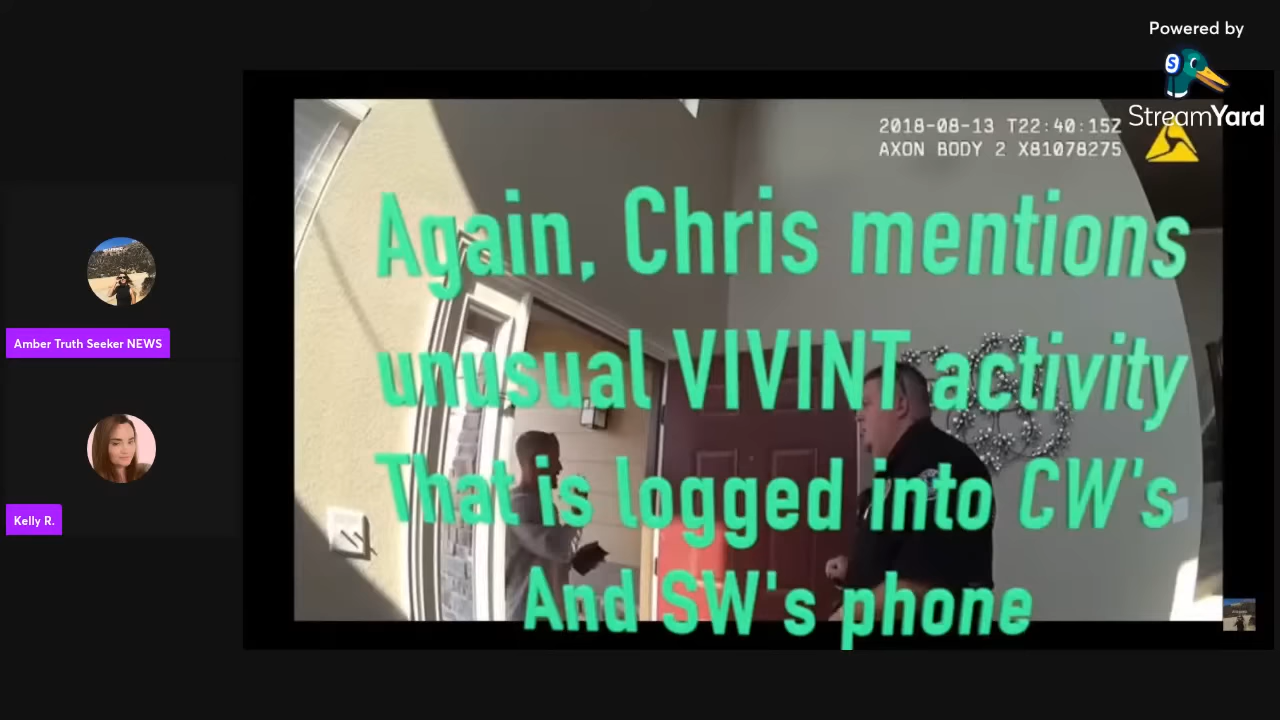 Powered by
StreamYard
2018-08-13 T22:40:15Z
AXON BODY 2 X81078275
Again, Chris mentions
unusual VIVINT activity
That is logged into CW's
And SW's phone
Amber Truth Seeker NEWS
Kelly R.